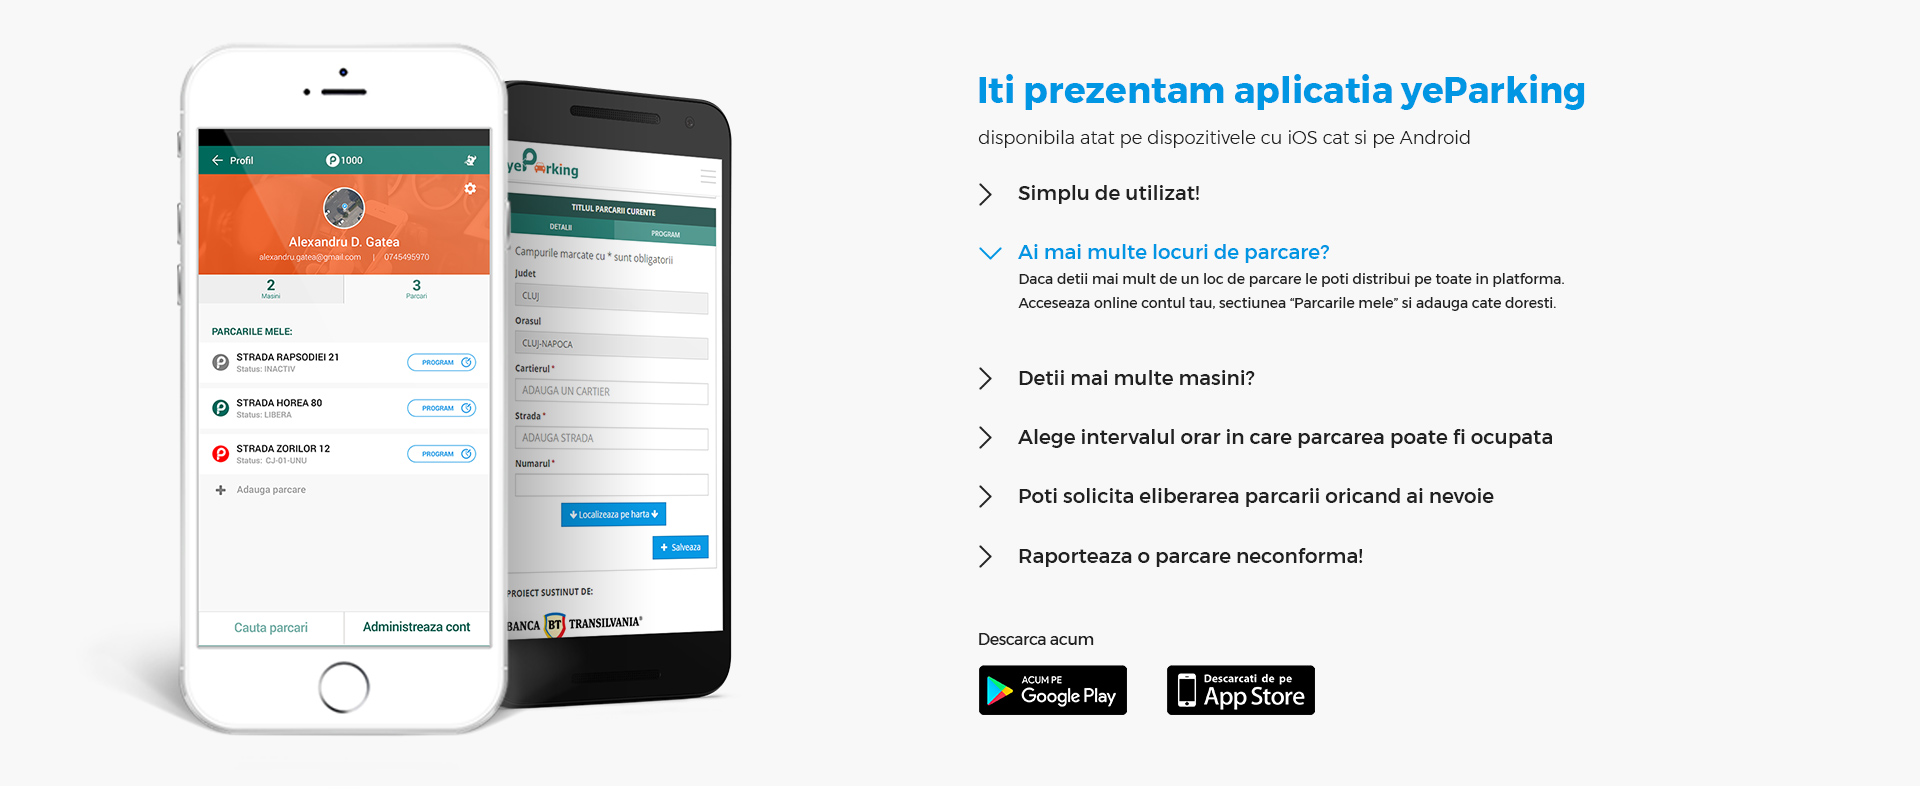 Profil
P 1000
Alexandru D. Gatea
alexandru.gatea@gmail.com | 0745495970
2
Masini
3
Parcari
PARCARILE MELE:
STRADA RAPSODIEI 21
Status: INACTIV
PROGRAM
STRADA HOREA 80
Status: LIBERA
PROGRAM
STRADA ZORILOR 12
Status: CJ-01-UNU
PROGRAM
Adauga parcare
Cauta parcari
Administreaza cont
yeParking
TITLUL PARCARII CURENTE
DETALII
PROGRAM
* Campurile marcate cu * sunt obligatorii
Judet
CLUJ
Orasul
CLUJ-NAPOCA
Cartierul *
ADAUGA UN CARTIER
Strada *
ADAUGA STRADA
Numarul *
Localizeaza pe harta
+ Salveaza
PROIECT SUSTINUT DE:
BANCA BT TRANSILVANIA®
Iti prezentam aplicatia yeParking
disponibila atat pe dispozitivele cu iOS cat si pe Android
Simplu de utilizat!
Ai mai multe locuri de parcare?
Daca detii mai mult de un loc de parcare le poti distribui pe toate in platforma.
Acceseaza online contul tau, sectiunea “Parcarile mele” si adauga cate doresti.
Detii mai multe masini?
Alege intervalul orar in care parcarea poate fi ocupata
Poti solicita eliberarea parcarii oricand ai nevoie
Raporteaza o parcare neconforma!
Descarca acum
ACUM PE
Google Play
Descarcati de pe
App Store